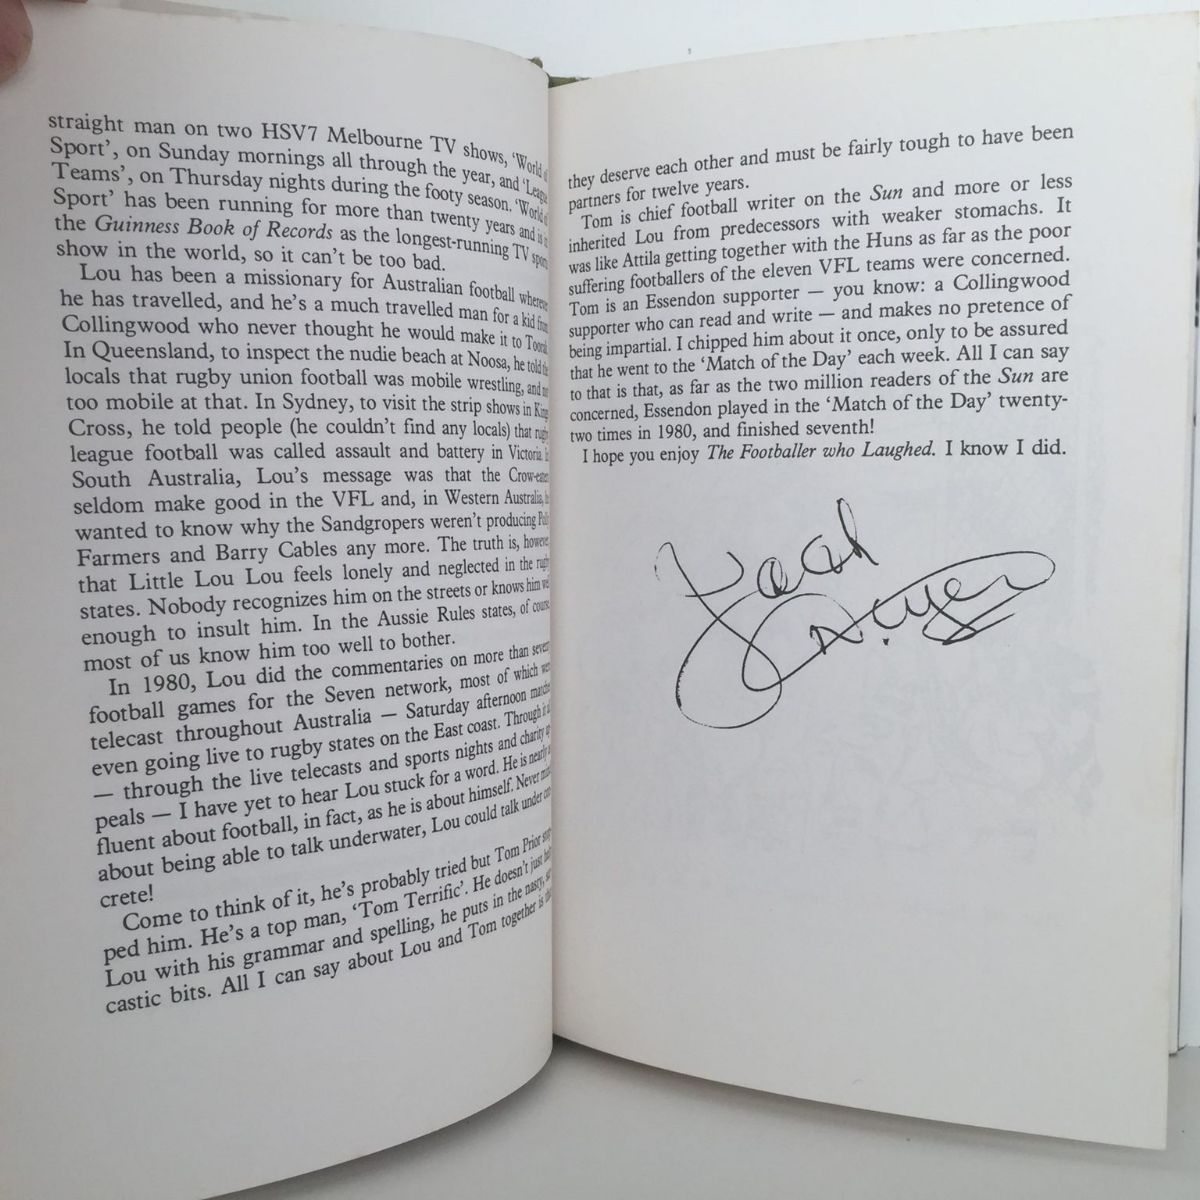 straight man on two HSV7 Melbourne TV shows, 'World of
Sport', on Sunday mornings all through the year, and 'League
Teams', on Thursday nights during the footy season. 'World of
Sport' has been running for more than twenty years and is in
the Guinness Book of Records as the longest-running TV sports
show in the world, so it can't be too bad.
Lou has been a missionary for Australian football wherever
he has travelled, and he's a much travelled man for a kid from
Collingwood who never thought he would make it to Toorak.
In Queensland, to inspect the nudie beach at Noosa, he told the
locals that rugby union football was mobile wrestling, and not
too mobile at that. In Sydney, to visit the strip shows in Kings
Cross, he told people (he couldn't find any locals) that rugby
league football was called assault and battery in Victoria. In
South Australia, Lou's message was that the Crow-eaters
seldom make good in the VFL and, in Western Australia, he
wanted to know why the Sandgropers weren't producing Polly
Farmers and Barry Cables any more. The truth is, however,
that Little Lou Lou feels lonely and neglected in the rugby
states. Nobody recognizes him on the streets or knows him well
enough to insult him. In the Aussie Rules states, of course,
most of us know him too well to bother.
In 1980, Lou did the commentaries on more than seventy
football games for the Seven network, most of which were
telecast throughout Australia — Saturday afternoon matches
even going live to rugby states on the East coast. Through it all
— through the live telecasts and sports nights and charity ap-
peals — I have yet to hear Lou stuck for a word. He is nearly as
fluent about football, in fact, as he is about himself. Never mind
about being able to talk underwater, Lou could talk under con-
crete!
Come to think of it, he's probably tried but Tom Prior stop-
ped him. He's a top man, 'Tom Terrific'. He doesn't just help
Lou with his grammar and spelling, he puts in the nasty, sar-
castic bits. All I can say about Lou and Tom together is that
they deserve each other and must be fairly tough to have been
partners for twelve years.
Tom is chief football writer on the Sun and more or less
inherited Lou from predecessors with weaker stomachs. It
was like Attila getting together with the Huns as far as the poor
suffering footballers of the eleven VFL teams were concerned.
Tom is an Essendon supporter — you know: a Collingwood
supporter who can read and write — and makes no pretence of
being impartial. I chipped him about it once, only to be assured
that he went to the 'Match of the Day' each week. All I can say
to that is that, as far as the two million readers of the Sun are
concerned, Essendon played in the 'Match of the Day' twenty-
two times in 1980, and finished seventh!
I hope you enjoy The Footballer who Laughed. I know I did.
Jack
Dyer